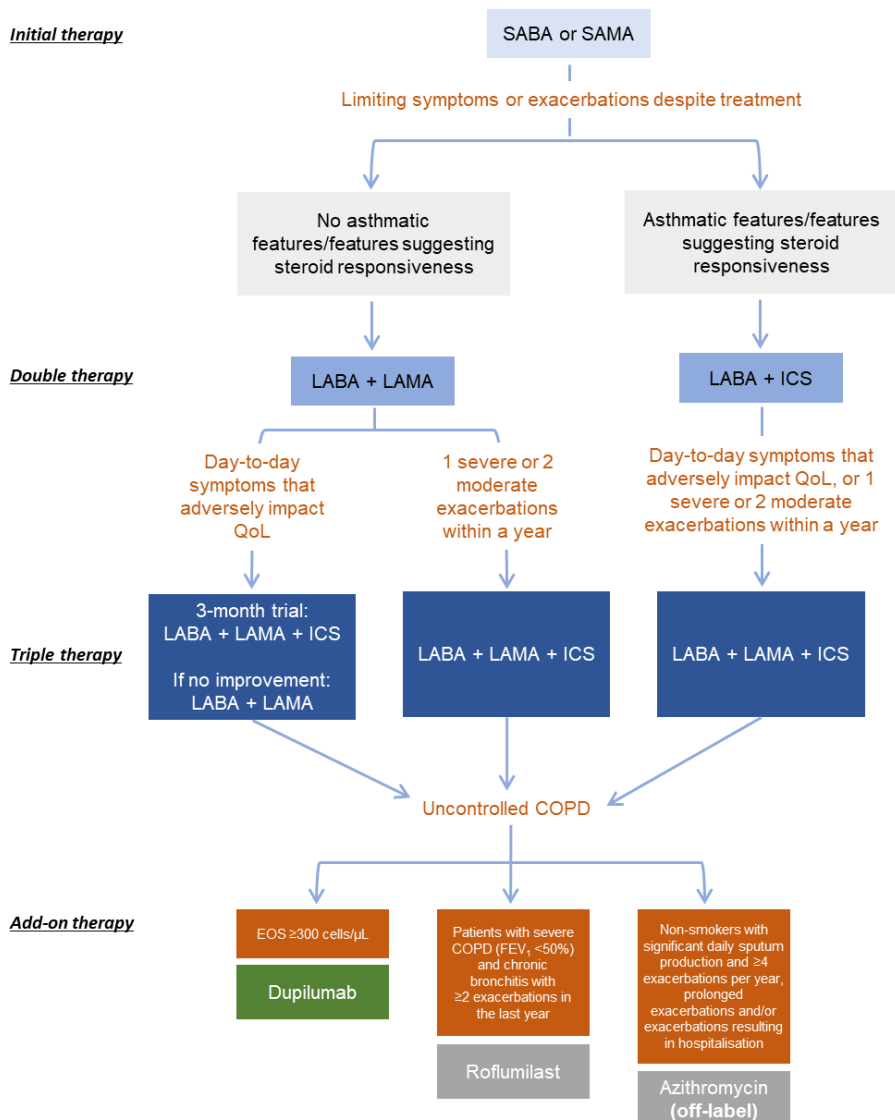 Initial therapy
SABA or SAMA
Limiting symptoms or exacerbations despite treatment
No asthmatic
features/features suggesting
steroid responsiveness
Asthmatic features/features
suggesting steroid
responsiveness
Double therapy
LABA + LAMA
LABA + ICS
Day-to-day
symptoms that
adversely impact
QoL
1 severe or 2
moderate
exacerbations
within a year
Day-to-day symptoms that
adversely impact QoL, or 1
severe or 2 moderate
exacerbations within a year
Triple therapy
3-month trial:
LABA + LAMA + ICS
If no improvement:
LABA + LAMA
LABA + LAMA + ICS
LABA + LAMA + ICS
Uncontrolled COPD
Add-on therapy
EOS ≥300 cells/µL
Dupilumab
Patients with severe
COPD (FEV₁ <50%)
and chronic
bronchitis with
≥2 exacerbations in
the last year
Roflumilast
Non-smokers with
significant daily sputum
production and ≥4
exacerbations per year,
prolonged
exacerbations and/or
exacerbations resulting
in hospitalisation
Azithromycin
(off-label)